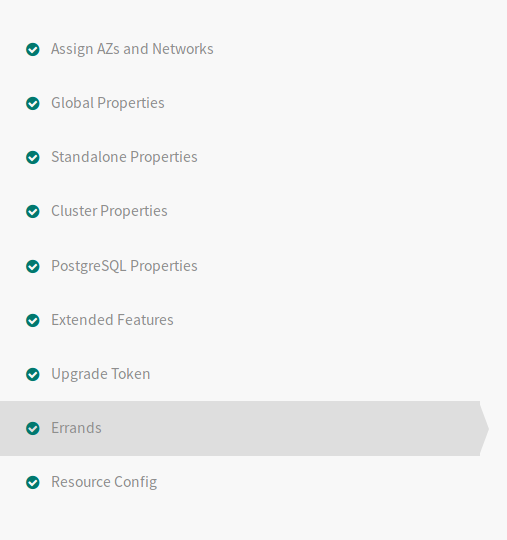 Assign AZs and Networks
Global Properties
Standalone Properties
Cluster Properties
PostgreSQL Properties
Extended Features
Upgrade Token
Errands
Resource Config